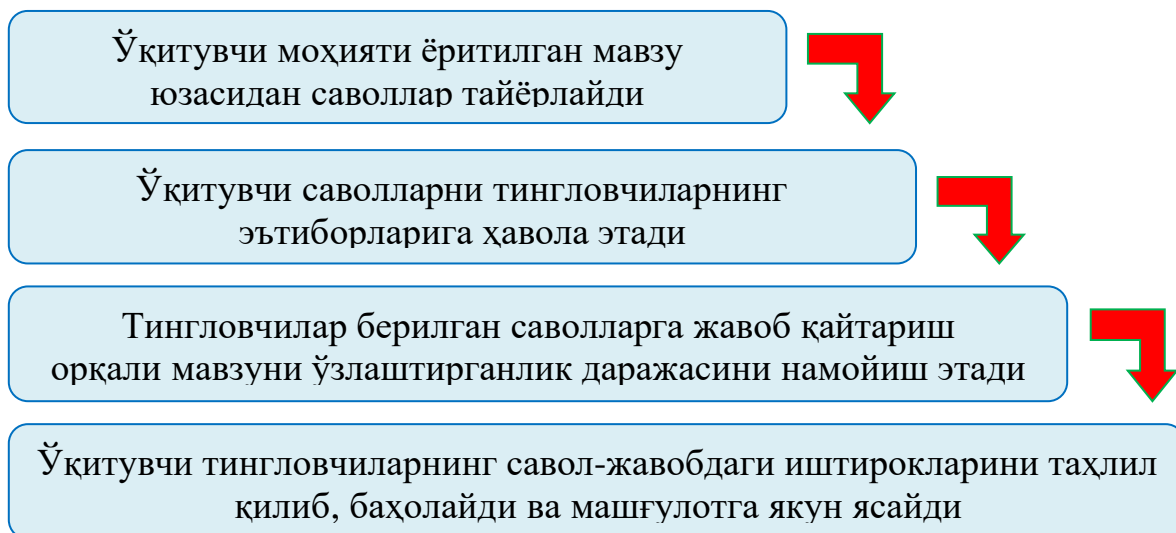 Ўқитувчи моҳияти ёритилган мавзу
юзасидан саволлар тайёрлайди
Ўқитувчи саволларни тингловчиларнинг
эътиборларига ҳавола этади
Тингловчилар берилган саволларга жавоб қайтариш
орқали мавзуни ўзлаштирганлик даражасини намойиш этади
Ўқитувчи тингловчиларнинг савол-жавобдаги иштирокларини таҳлил
қилиб, баҳолайди ва машғулотга якун ясайди